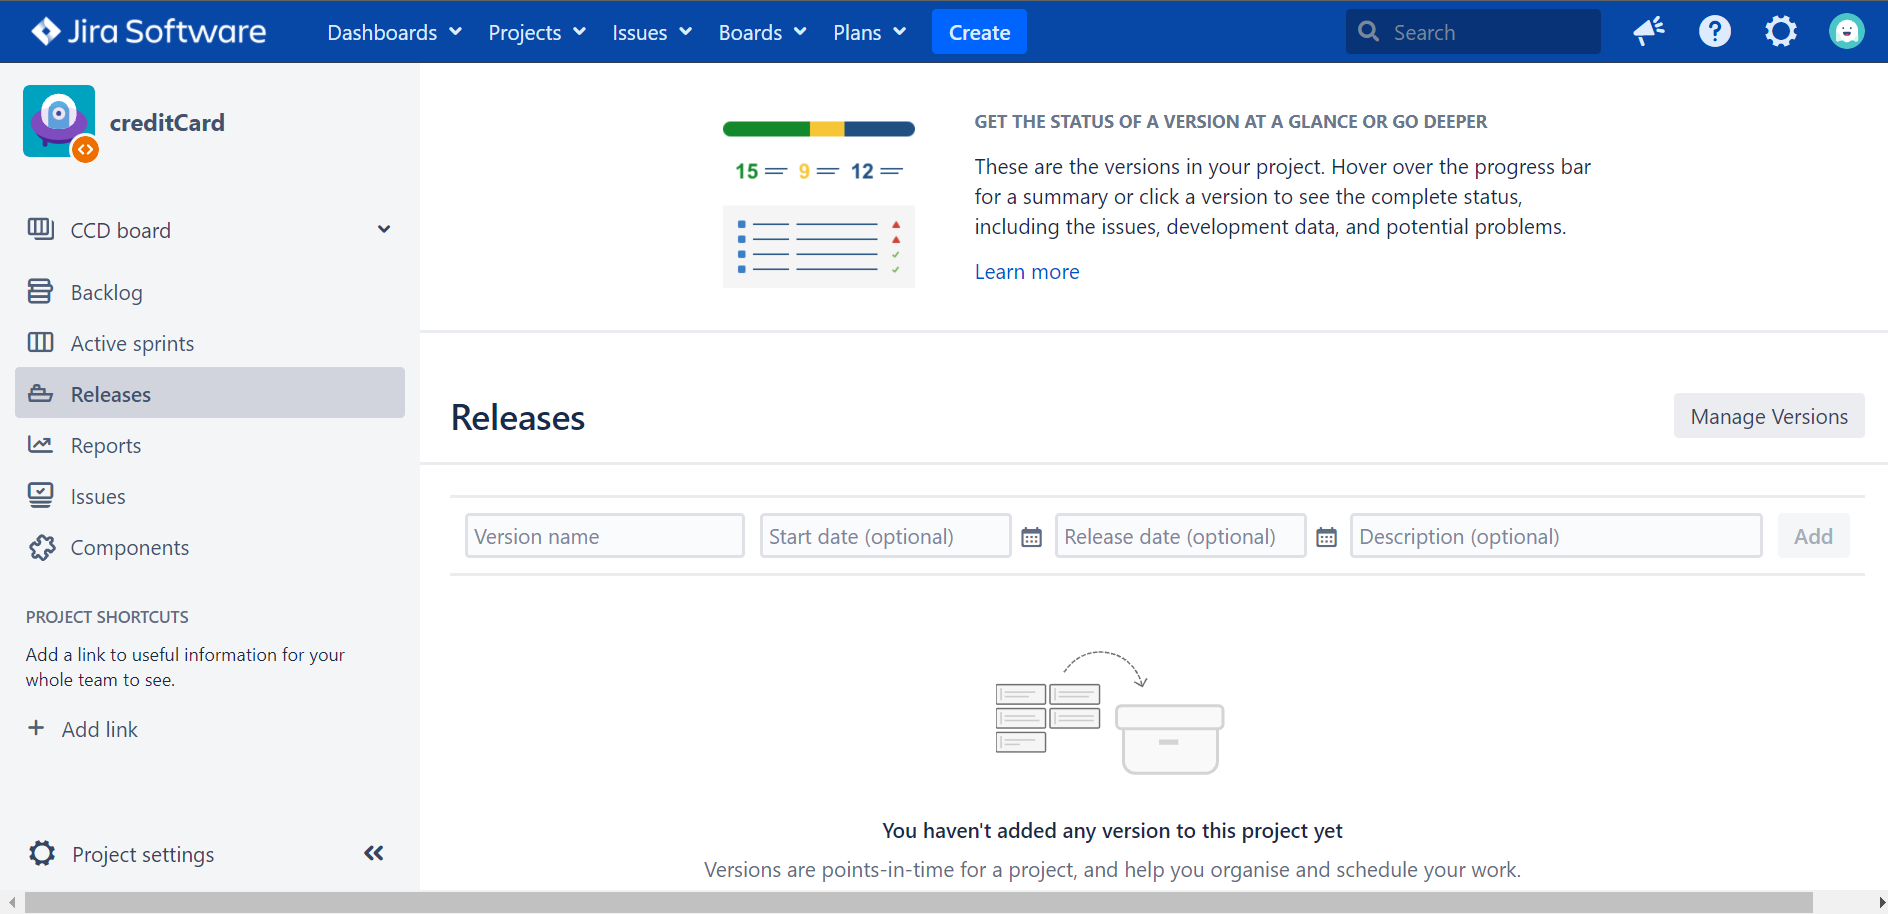 Jira Software
Dashboards Projects Issues Boards Plans Create Search
creditCard
CCD board
Backlog
Active sprints
Releases
Reports
Issues
Components
PROJECT SHORTCUTS
Add a link to useful information for your
whole team to see.
+ Add link
Project settings
15 9 12
GET THE STATUS OF A VERSION AT A GLANCE OR GO DEEPER
These are the versions in your project. Hover over the progress bar
for a summary or click a version to see the complete status,
including the issues, development data, and potential problems.
Learn more
Releases
Manage Versions
Version name Start date (optional) Release date (optional) Description (optional) Add
You haven't added any version to this project yet
Versions are points-in-time for a project, and help you organise and schedule your work.